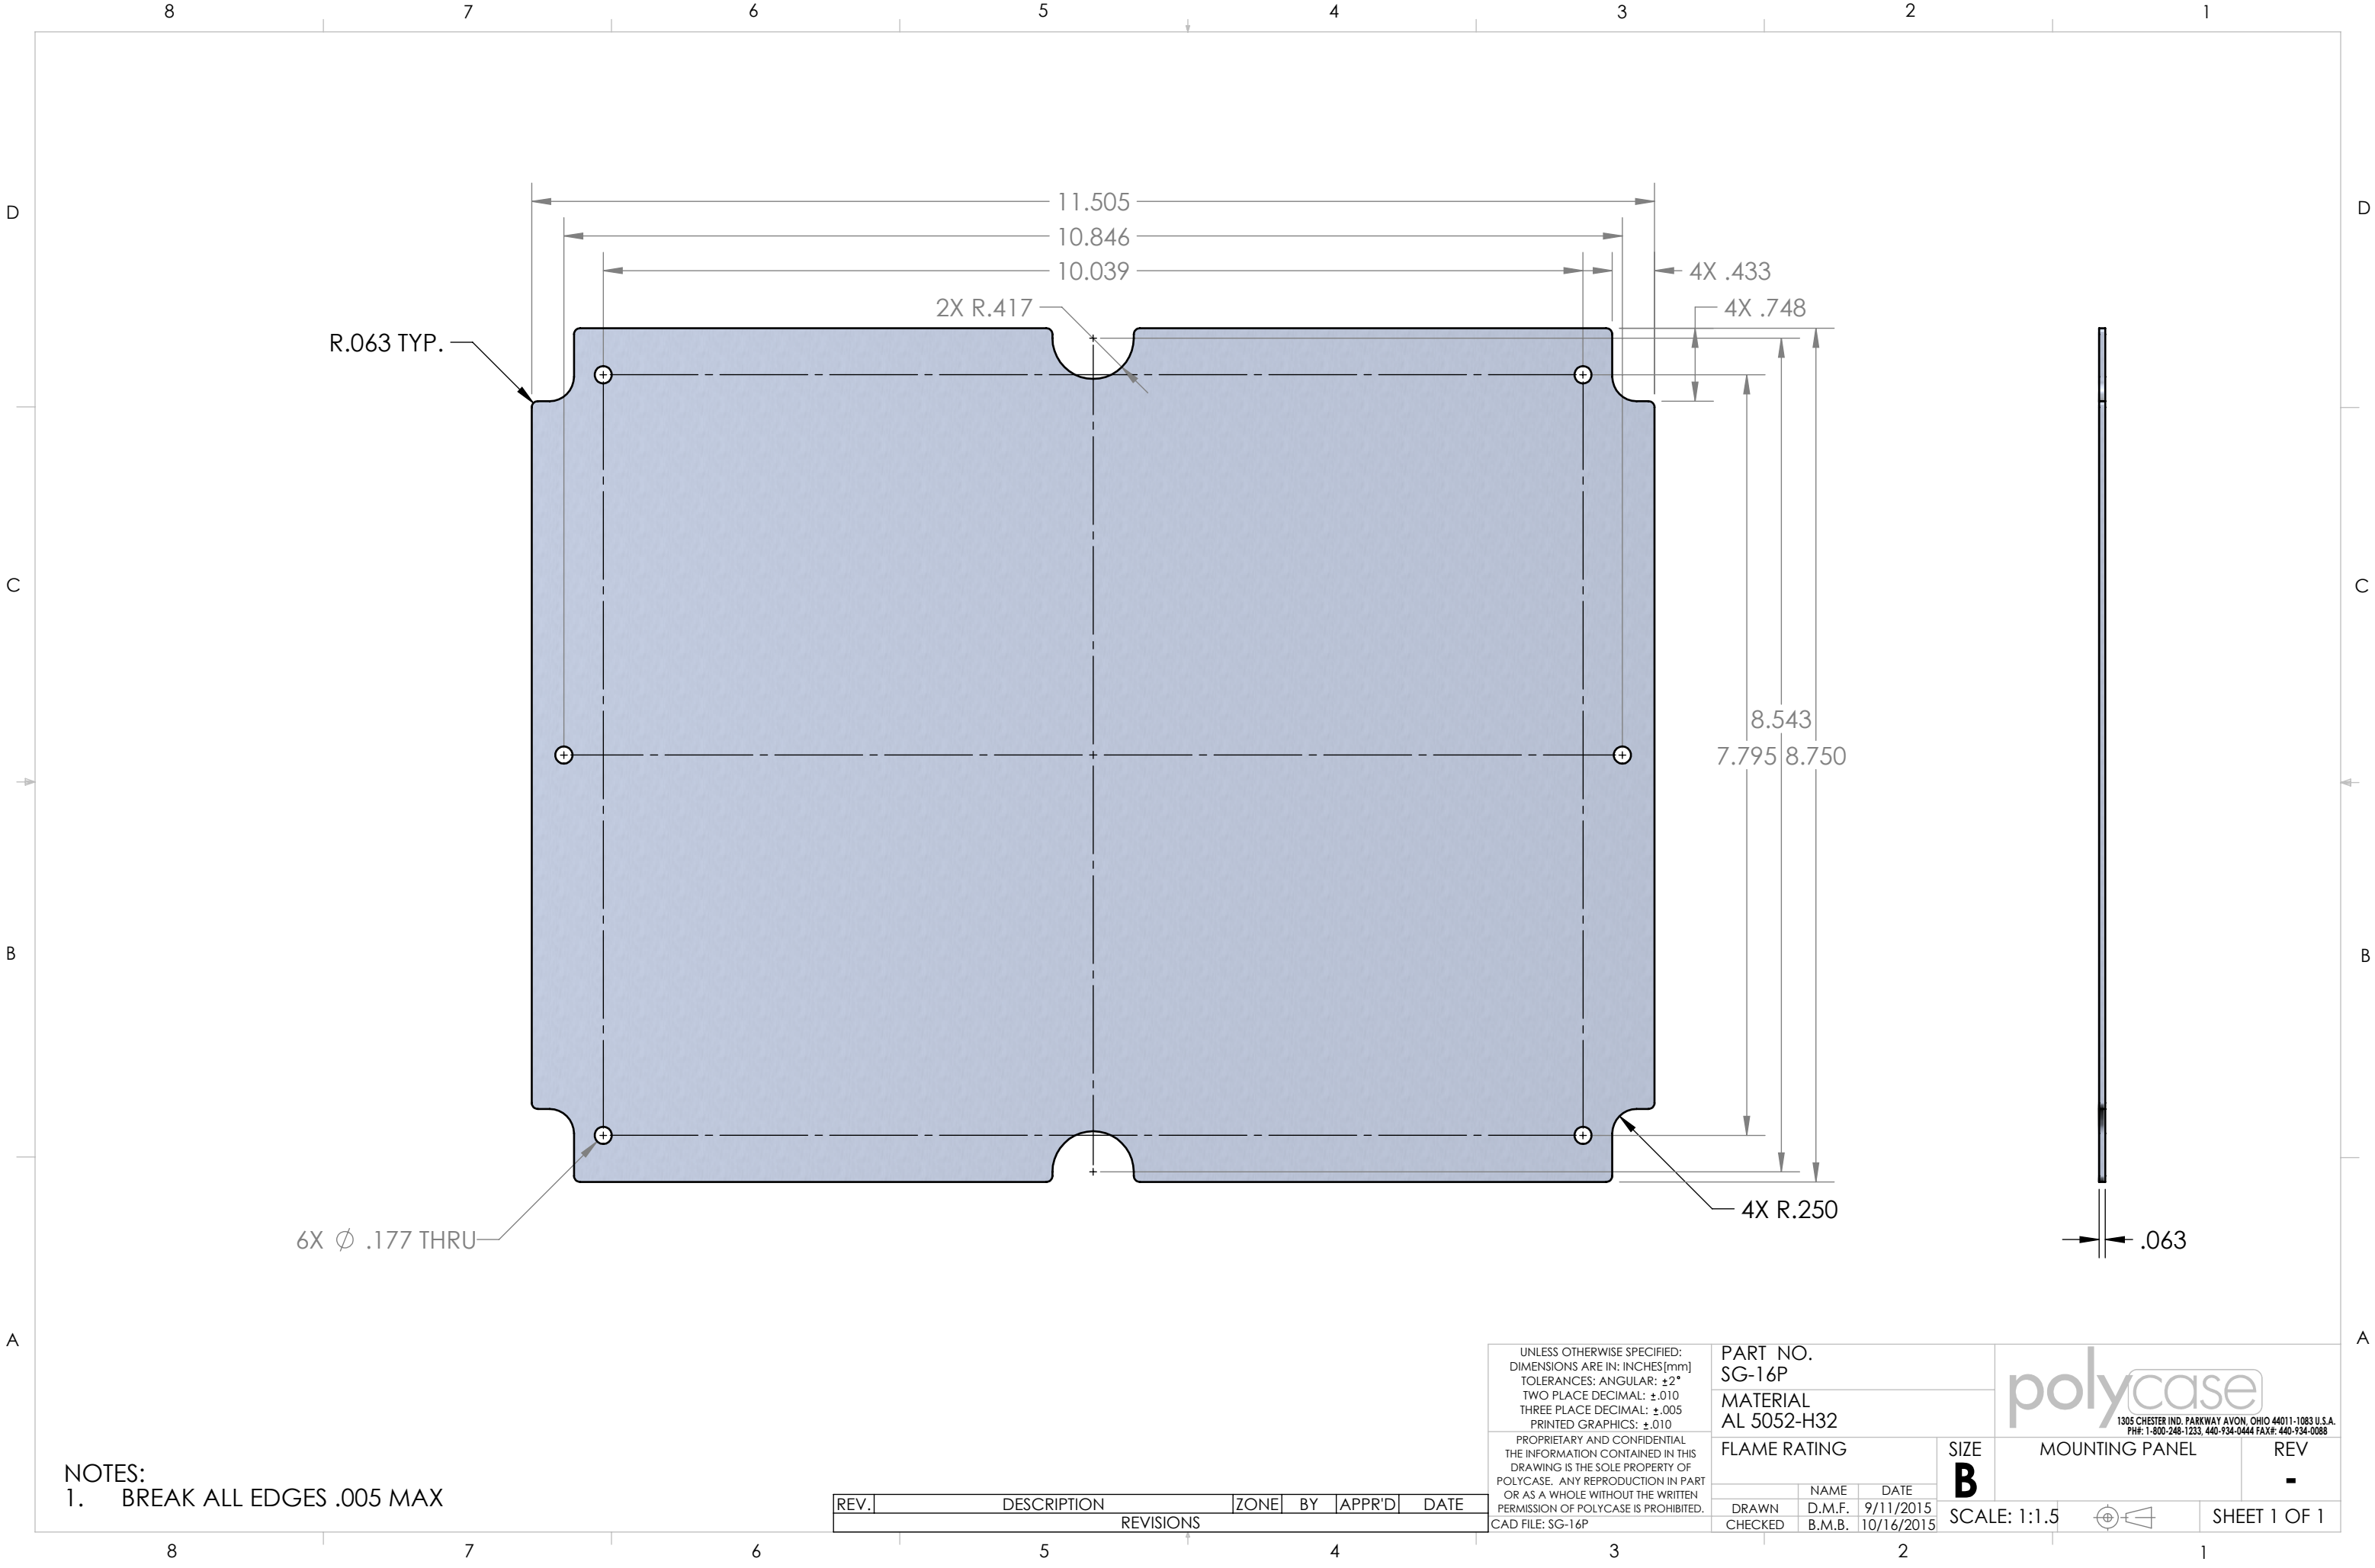 8 7 6 5 4 3 2 1
D D
C C
B B
A A
11.505
10.846
10.039
4X .433
2X R.417
4X .748
R.063 TYP.
8.543
7.795 8.750
4X R.250
6X ∅ .177 THRU
.063
NOTES:
1. BREAK ALL EDGES .005 MAX
REV. DESCRIPTION ZONE BY APPR'D DATE
REVISIONS
UNLESS OTHERWISE SPECIFIED:
DIMENSIONS ARE IN: INCHES[mm]
TOLERANCES: ANGULAR: ±2°
TWO PLACE DECIMAL: ±.010
THREE PLACE DECIMAL: ±.005
PRINTED GRAPHICS: ±.010
PROPRIETARY AND CONFIDENTIAL
THE INFORMATION CONTAINED IN THIS
DRAWING IS THE SOLE PROPERTY OF
POLYCASE. ANY REPRODUCTION IN PART
OR AS A WHOLE WITHOUT THE WRITTEN
PERMISSION OF POLYCASE IS PROHIBITED.
CAD FILE: SG-16P
PART NO.
SG-16P
MATERIAL
AL 5052-H32
FLAME RATING
NAME DATE
DRAWN D.M.F. 9/11/2015
CHECKED B.M.B. 10/16/2015
polycase
1305 CHESTER IND. PARKWAY AVON, OHIO 44011-1083 U.S.A.
PH#: 1-800-248-1233, 440-934-0444 FAX#: 440-934-0088
SIZE
B
MOUNTING PANEL
REV
-
SCALE: 1:1.5
SHEET 1 OF 1
8 7 6 5 4 3 2 1